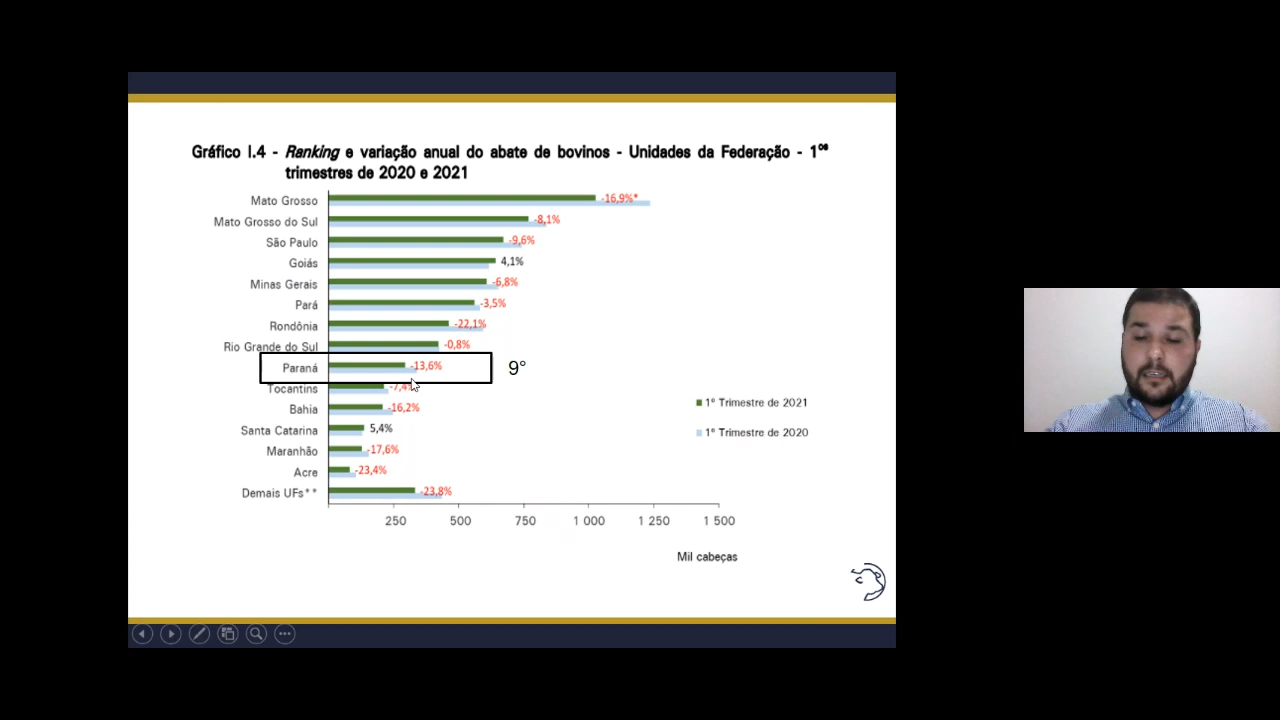 Gráfico I.4 - Ranking e variação anual do abate de bovinos - Unidades da Federação - 1ºˢ
trimestres de 2020 e 2021
Mato Grosso -16,9%*
Mato Grosso do Sul -8,1%
São Paulo -9,6%
Goiás 4,1%
Minas Gerais -6,8%
Pará -3,5%
Rondônia -22,1%
Rio Grande do Sul -0,8%
Paraná -13,6% 9°
Tocantins -7,4%
Bahia -16,2%
1º Trimestre de 2021
Santa Catarina 5,4%
1º Trimestre de 2020
Maranhão -17,6%
Acre -23,4%
Demais UFs** -23,8%
250 500 750 1 000 1 250 1 500
Mil cabeças